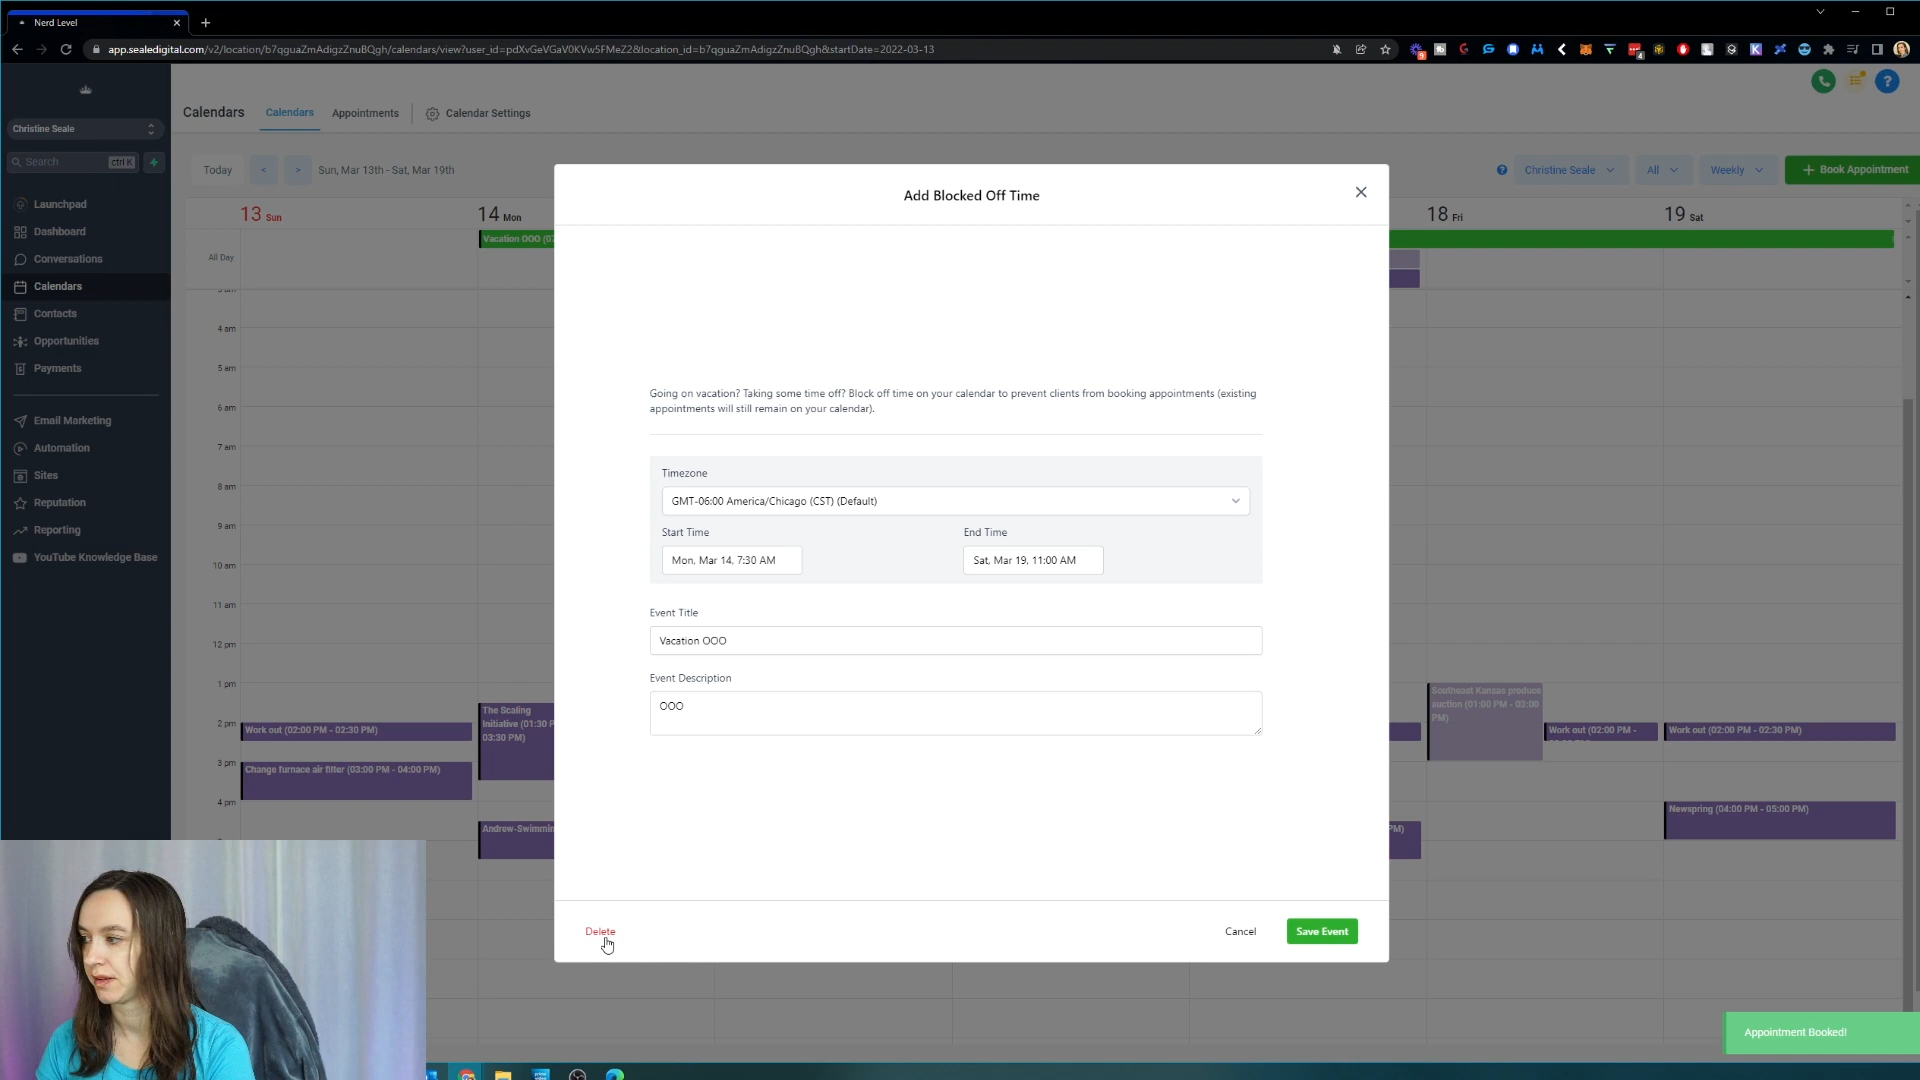 Nerd Level
app.sealedigital.com/v2/location/b7qguaZmAdigzZnuBQgh/calendars/view?user_id=pdXvGeVGaV0KVw5FMeZ2&location_id=b7qguaZmAdigzZnuBQgh&startDate=2022-03-13
Christine Seale
Search ctrl K
Launchpad
Dashboard
Conversations
Calendars
Contacts
Opportunities
Payments
Email Marketing
Automation
Sites
Reputation
Reporting
YouTube Knowledge Base
Calendars Calendars Appointments Calendar Settings
Today < > Sun, Mar 13th - Sat, Mar 19th
Christine Seale All Weekly + Book Appointment
13 Sun 14 Mon 18 Fri 19 Sat
Vacation OOO
All Day
4 am
5 am
6 am
7 am
8 am
9 am
10 am
11 am
12 pm
1 pm
2 pm
3 pm
4 pm
Work out (02:00 PM - 02:30 PM)
Change furnace air filter (03:00 PM - 04:00 PM)
The Scaling
Initiative (01:30 P
03:30 PM)
Andrew-Swimmin
Southeast Kansas produce
auction (01:00 PM - 03:00
PM)
Work out (02:00 PM -
Work out (02:00 PM - 02:30 PM)
Newspring (04:00 PM - 05:00 PM)
PM)
Add Blocked Off Time
Going on vacation? Taking some time off? Block off time on your calendar to prevent clients from booking appointments (existing
appointments will still remain on your calendar).
Timezone
GMT-06:00 America/Chicago (CST) (Default)
Start Time End Time
Mon, Mar 14, 7:30 AM Sat, Mar 19, 11:00 AM
Event Title
Vacation OOO
Event Description
OOO
Delete Cancel Save Event
Appointment Booked!